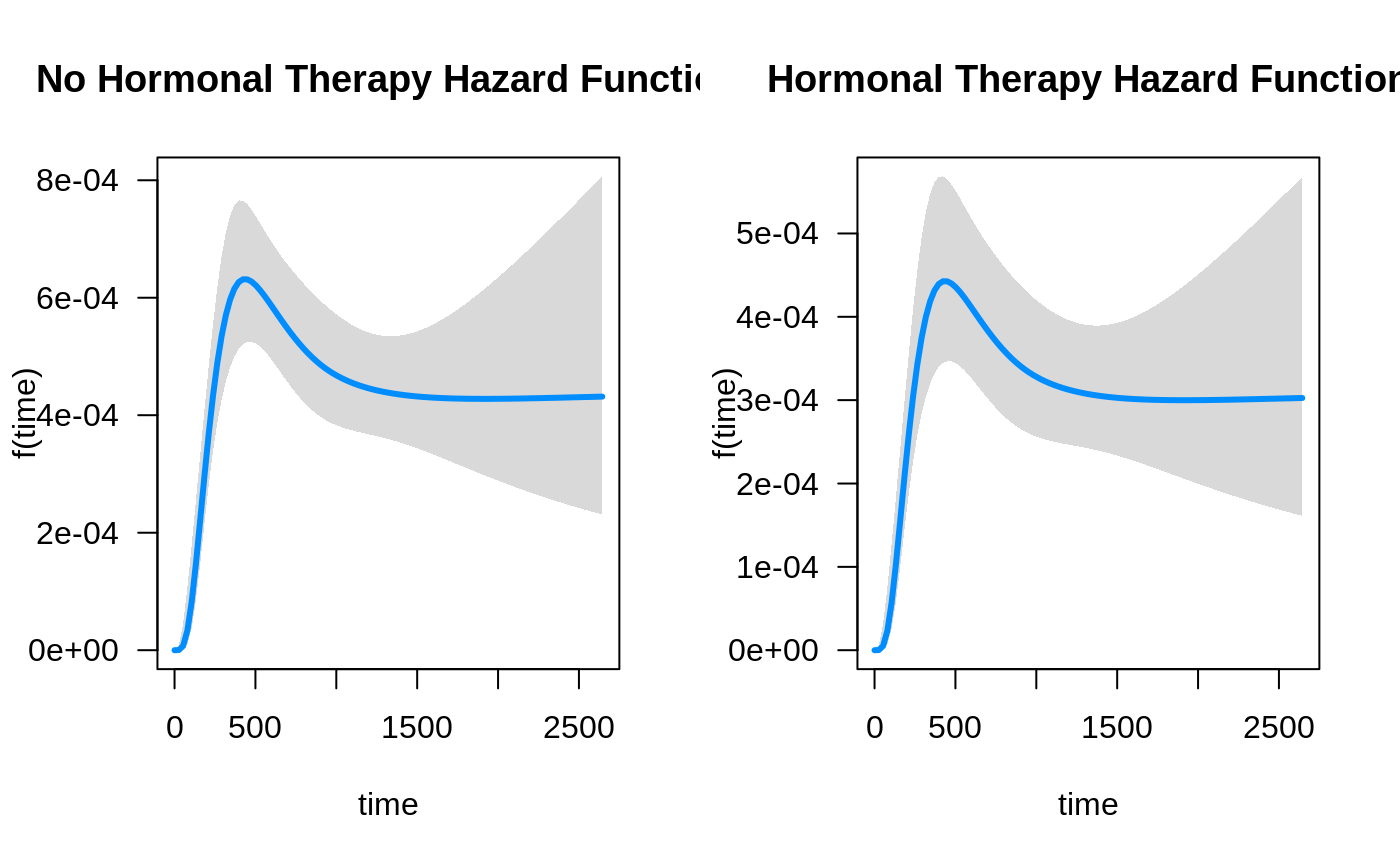 No Hormonal Therapy Hazard Functi
8e-04
6e-04
4e-04
2e-04
0e+00
f(time)
0 500 1500 2500
time
Hormonal Therapy Hazard Function
5e-04
4e-04
3e-04
2e-04
1e-04
0e+00
f(time)
0 500 1500 2500
time